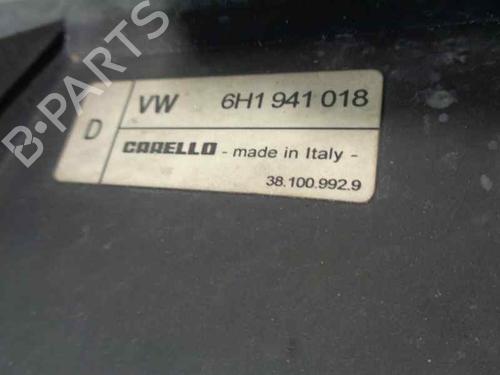 B-PARTS
D
VW 6H1 941 018
CARELLO - made in Italy -
38.100.992.9